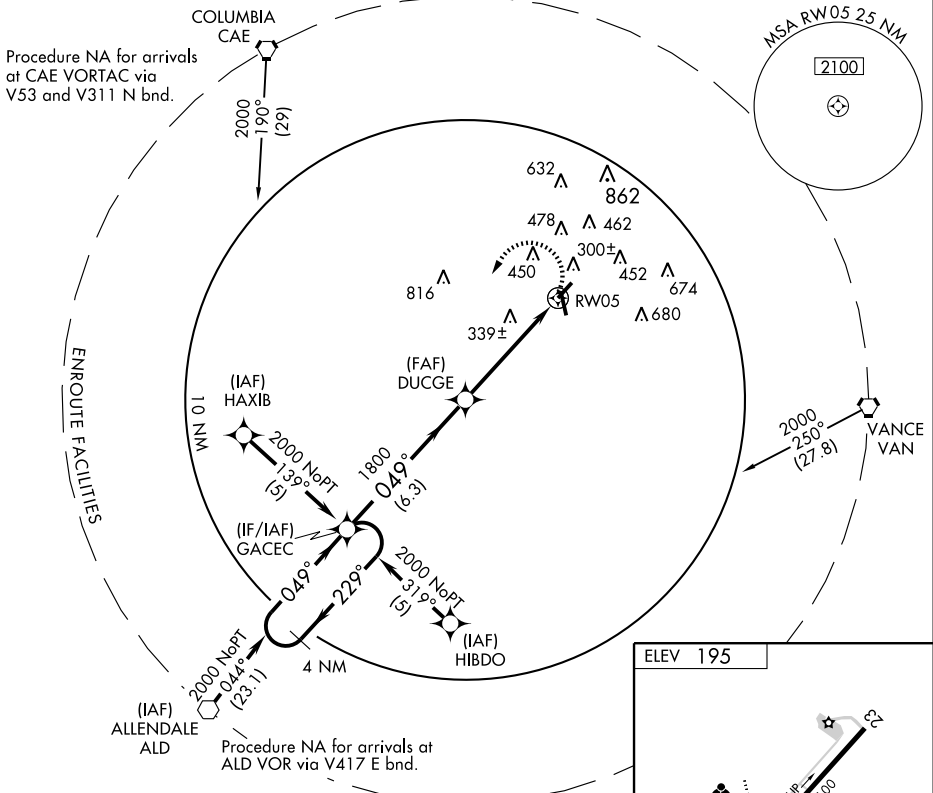 COLUMBIA
CAE
Procedure NA for arrivals
at CAE VORTAC via
V53 and V311 N bnd.
2000
190°
(29)
MSA RW05 25 NM
2100
632
862
478
462
300±
450
452
674
816
RW05
680
339±
ENROUTE FACILITIES
10 NM
(FAF)
DUCGE
(IAF)
HAXIB
2000 NoPT
139°
(5)
1800
049°
(6.3)
2000
250°
(27.8)
VANCE
VAN
(IF/IAF)
GACEC
049°
229°
2000 NoPT
319°
(5)
(IAF)
HIBDO
4 NM
2000 NoPT
044°
(23.1)
(IAF)
ALLENDALE
ALD
Procedure NA for arrivals at
ALD VOR via V417 E bnd.
ELEV 195
23
UP